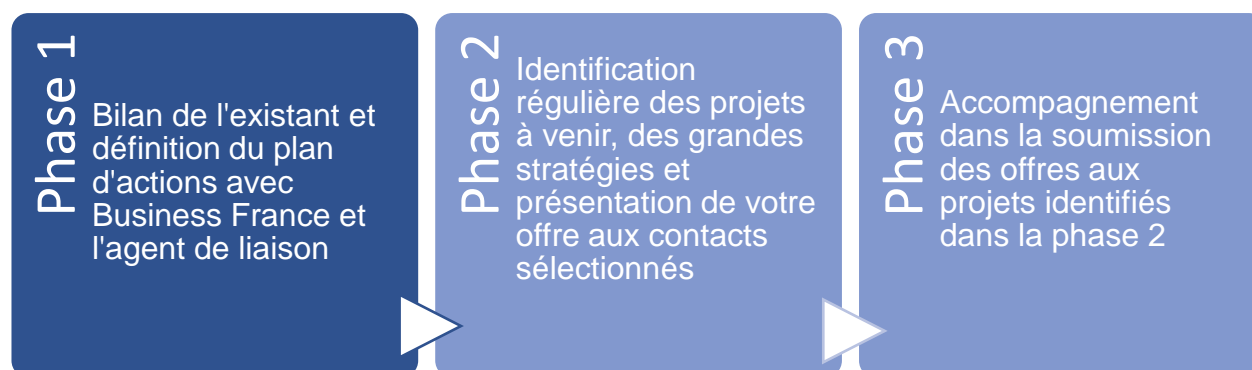 Phase 1
Bilan de l'existant et
définition du plan
d'actions avec
Business France et
l'agent de liaison
Phase 2
Identification
régulière des projets
à venir, des grandes
stratégies et
présentation de votre
offre aux contacts
sélectionnés
Phase 3
Accompagnement
dans la soumission
des offres aux
projets identifiés
dans la phase 2